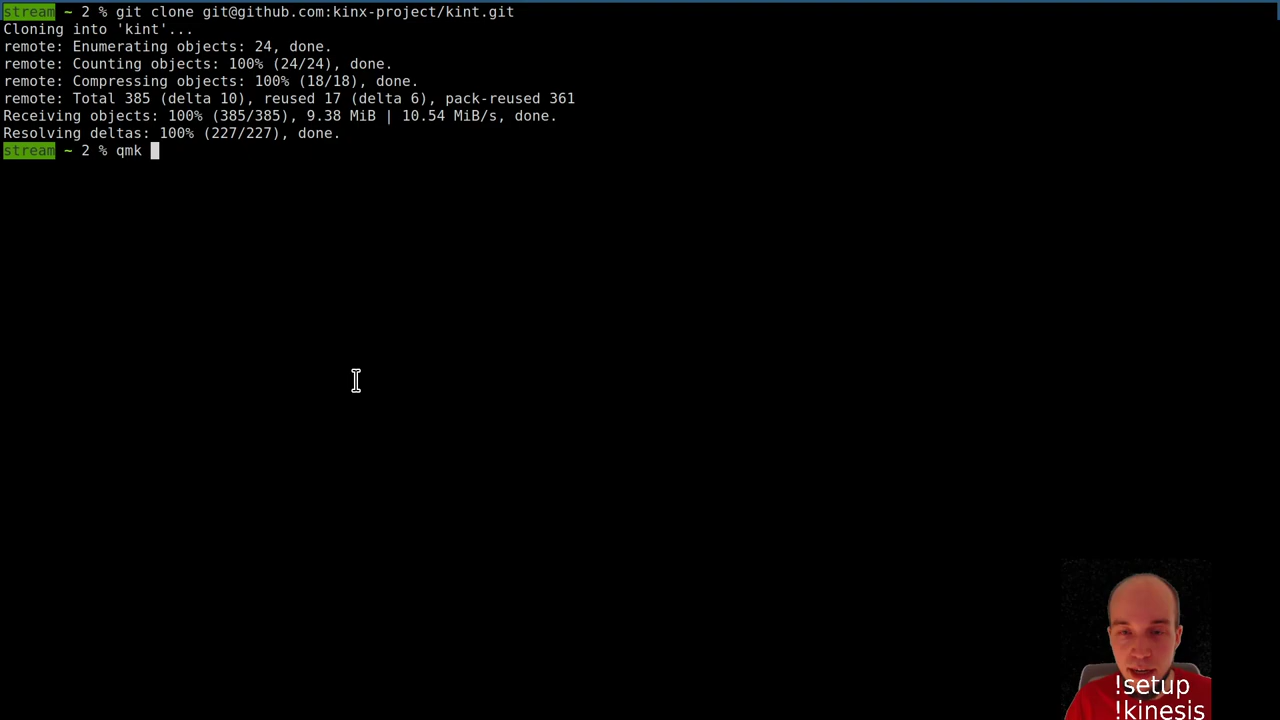 stream ~ 2 % git clone git@github.com:kinx-project/kint.git
Cloning into 'kint'...
remote: Enumerating objects: 24, done.
remote: Counting objects: 100% (24/24), done.
remote: Compressing objects: 100% (18/18), done.
remote: Total 385 (delta 10), reused 17 (delta 6), pack-reused 361
Receiving objects: 100% (385/385), 9.38 MiB | 10.54 MiB/s, done.
Resolving deltas: 100% (227/227), done.
stream ~ 2 % qmk
!setup
!kinesis